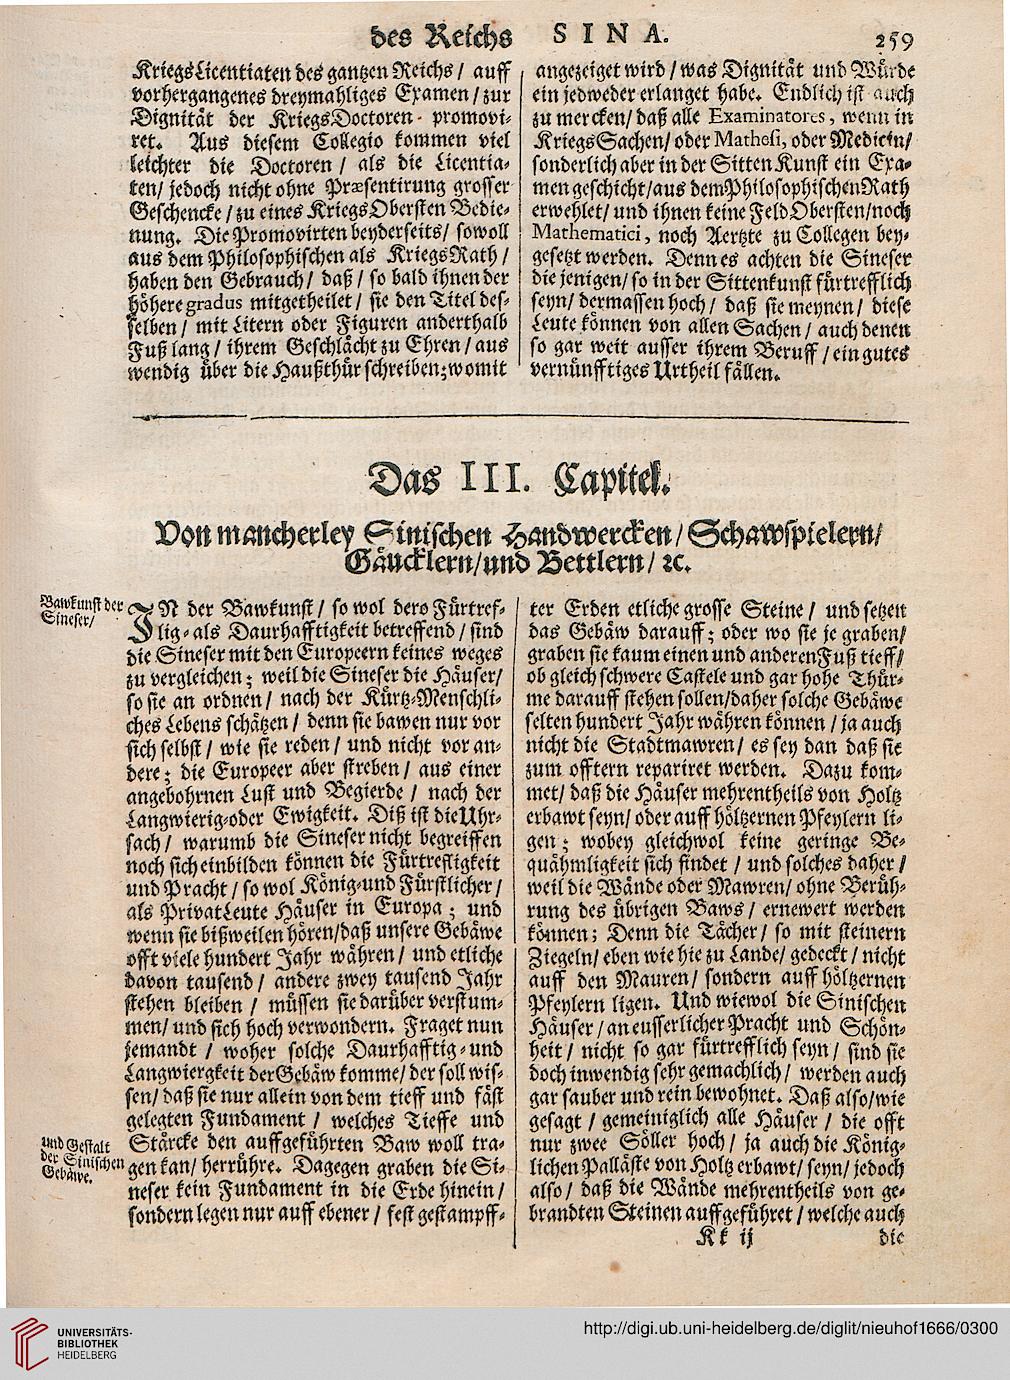 des Reichs SINA. 259
KriegsLicentiaten des gantzen Reichs / auff
vorhergangenes dreymahliges Examen / zur
Dignität der KriegsDoctoren promovi-
ret. Aus diesem Collegio kommen viel
leichter die Doctoren / als die Licentia-
ten / jedoch nicht ohne Præsentirung grosser
Geschencke / zu eines KriegsObersten Bedie-
nung. Die Promovirten beyderseits / sowoll
aus dem Philosophischen als KriegsRath /
haben den Gebrauch / daß / so bald ihnen der
höhere gradus mitgetheilet / sie den Titel des-
selben / mit Litern oder Figuren anderthalb
Fuß lang / ihrem Geschlächt zu Ehren / aus
wendig über die Haußthür schreiben; womit
angezeiget wird / was Dignität und Würde
ein jedweder erlanget habe. Endlich ist auch
zu mercken / daß alle Examinatores, wenn in
KriegsSachen / oder Mathesi, oder Medicin /
sonderlich aber in der Sitten Kunst ein Exa-
men geschicht / aus dem Philosophischen Rath
erwehlet / und ihnen keine FeldObersten / noch
Mathematici, noch Aertzte zu Collegen bey-
gesetzt werden. Denn es achten die Sineser
die jenigen / so in der Sittenkunst fürtrefflich
seyn / dermassen hoch / daß sie meynen / diese
Leute können von allen Sachen / auch denen
so gar weit ausser ihrem Beruff / ein gutes
vernünfftiges Urtheil fällen.
Das III. Capitel.
Von mancherley Sinischen Handwercken / Schawspielern /
Gäucklern / und Bettlern / ꝛc.
Bawkunst der
Sineser /
IN der Bawkunst / so wol dero Fürtref-
lig- als Daurhafftigkeit betreffend / sind
die Sineser mit den Europeern keines weges
zu vergleichen; weil die Sineser die Häuser /
so sie an ordnen / nach der Kürtz-Menschli-
ches Lebens schätzen / denn sie bawen nur vor
sich selbst / wie sie reden / und nicht vor an-
dere; die Europeer aber streben / aus einer
angebohrnen Lust und Begierde / nach der
Langwierig-oder Ewigkeit. Diß ist die Uhr-
sach / warumb die Sineser nicht begreiffen
noch sich einbilden können die Fürtrefligkeit
und Pracht / so wol König-und Fürstlicher /
als PrivatLeute Häuser in Europa; und
wenn sie bißweilen hören / daß unsere Gebäwe
offt viele hundert Jahr währen / und etliche
davon tausend / andere zwey tausend Jahr
stehen bleiben / müssen sie darüber verstum-
men / und sich hoch verwondern. Fraget nun
jemandt / woher solche Daurhafftig-und
Langwiergkeit der Gebäw komme / der soll wis-
sen / daß sie nur allein von dem tieff und fäst
gelegten Fundament / welches Tieffe und
Stärcke den auffgeführten Baw woll tra-
gen kan / herrühre. Dagegen graben die Si-
neser kein Fundament in die Erde hinein /
sondern legen nur auff ebener / fest gestampff-
und Gestalt
der Sinischen
Gebäwe.
ter Erden etliche grosse Steine / und setzen
das Gebäw darauff; oder wo sie je graben /
graben sie kaum einen und anderen Fuß tieff /
ob gleich schwere Castele und gar hohe Thür-
me darauff stehen sollen / daher solche Gebäwe
selten hundert Jahr währen können / ja auch
nicht die Stadtmawren / es sey dan daß sie
zum offtern repariret werden. Dazu kom-
met / daß die Häuser mehrentheils von Holtz
erbawt seyn / oder auff höltzernen Pfeylern li-
gen; wobey gleichwol keine geringe Be-
quähmligkeit sich findet / und solches daher /
weil die Wände oder Mawren / ohne Berüh-
rung des übrigen Baws / ernewert werden
können; Denn die Tächer / so mit steinern
Ziegeln / eben wie hie zu Lande / gedeckt / nicht
auff den Mauren / sondern auff höltzernen
Pfeylern ligen. Und wiewol die Sinischen
Häuser / an eusserlicher Pracht und Schön-
heit / nicht so gar fürtrefflich seyn / sind sie
doch inwendig sehr gemachlich / werden auch
gar sauber und rein bewohnet. Daß also / wie
gesagt / gemeiniglich alle Häuser / die offt
nur zwee Söller hoch / ja auch die König-
lichen Palläste von Holtz erbawt / seyn / jedoch
also / daß die Wände mehrentheils von ge-
brandten Steinen auffgeführet / welche auch
Kk ij die
UNIVERSITÄTS-
BIBLIOTHEK
HEIDELBERG
http://digi.ub.uni-heidelberg.de/diglit/nieuhof1666/0300